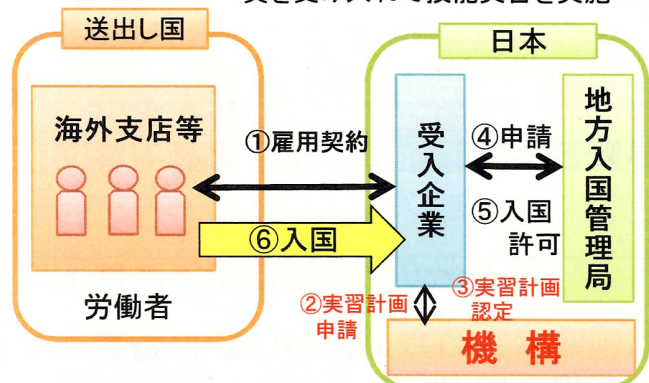 送出し国
日本
海外支店等
労働者
①雇用契約
⑥入国
受入企業
④申請
⑤入国
許可
地方入国管理局
②実習計画
申請
③実習計画
認定
機構